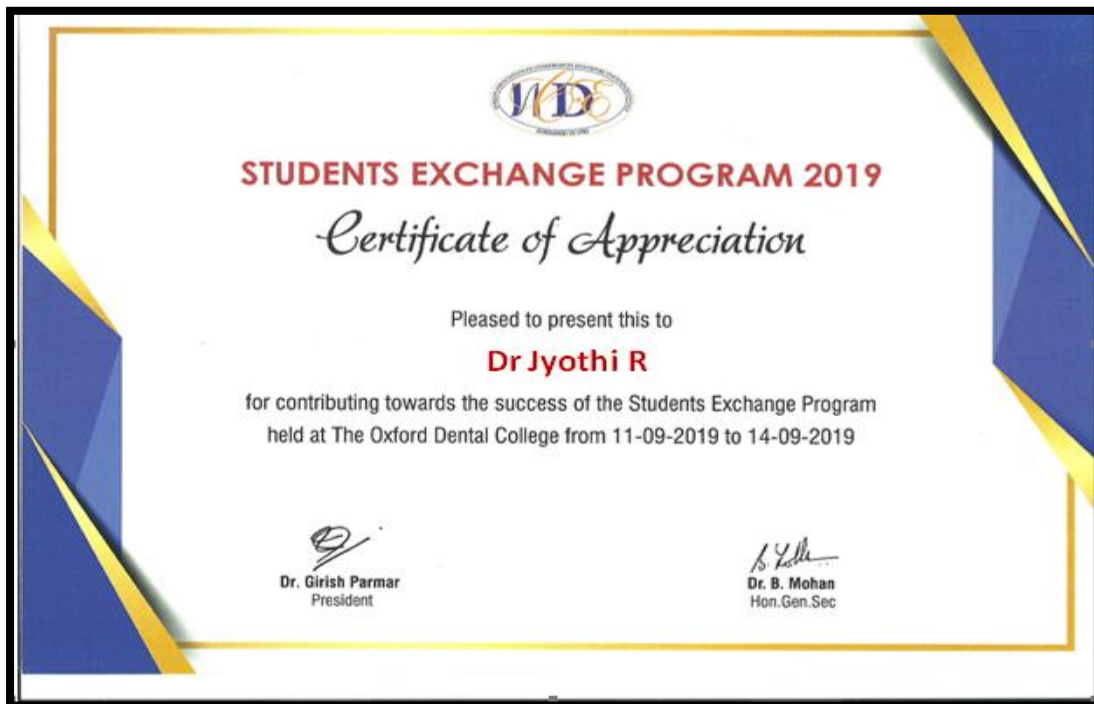 STUDENTS EXCHANGE PROGRAM 2019
Certificate of Appreciation
Pleased to present this to
Dr Jyothi R
for contributing towards the success of the Students Exchange Program
held at The Oxford Dental College from 11-09-2019 to 14-09-2019
Dr. Girish Parmar
President
Dr. B. Mohan
Hon.Gen.Sec